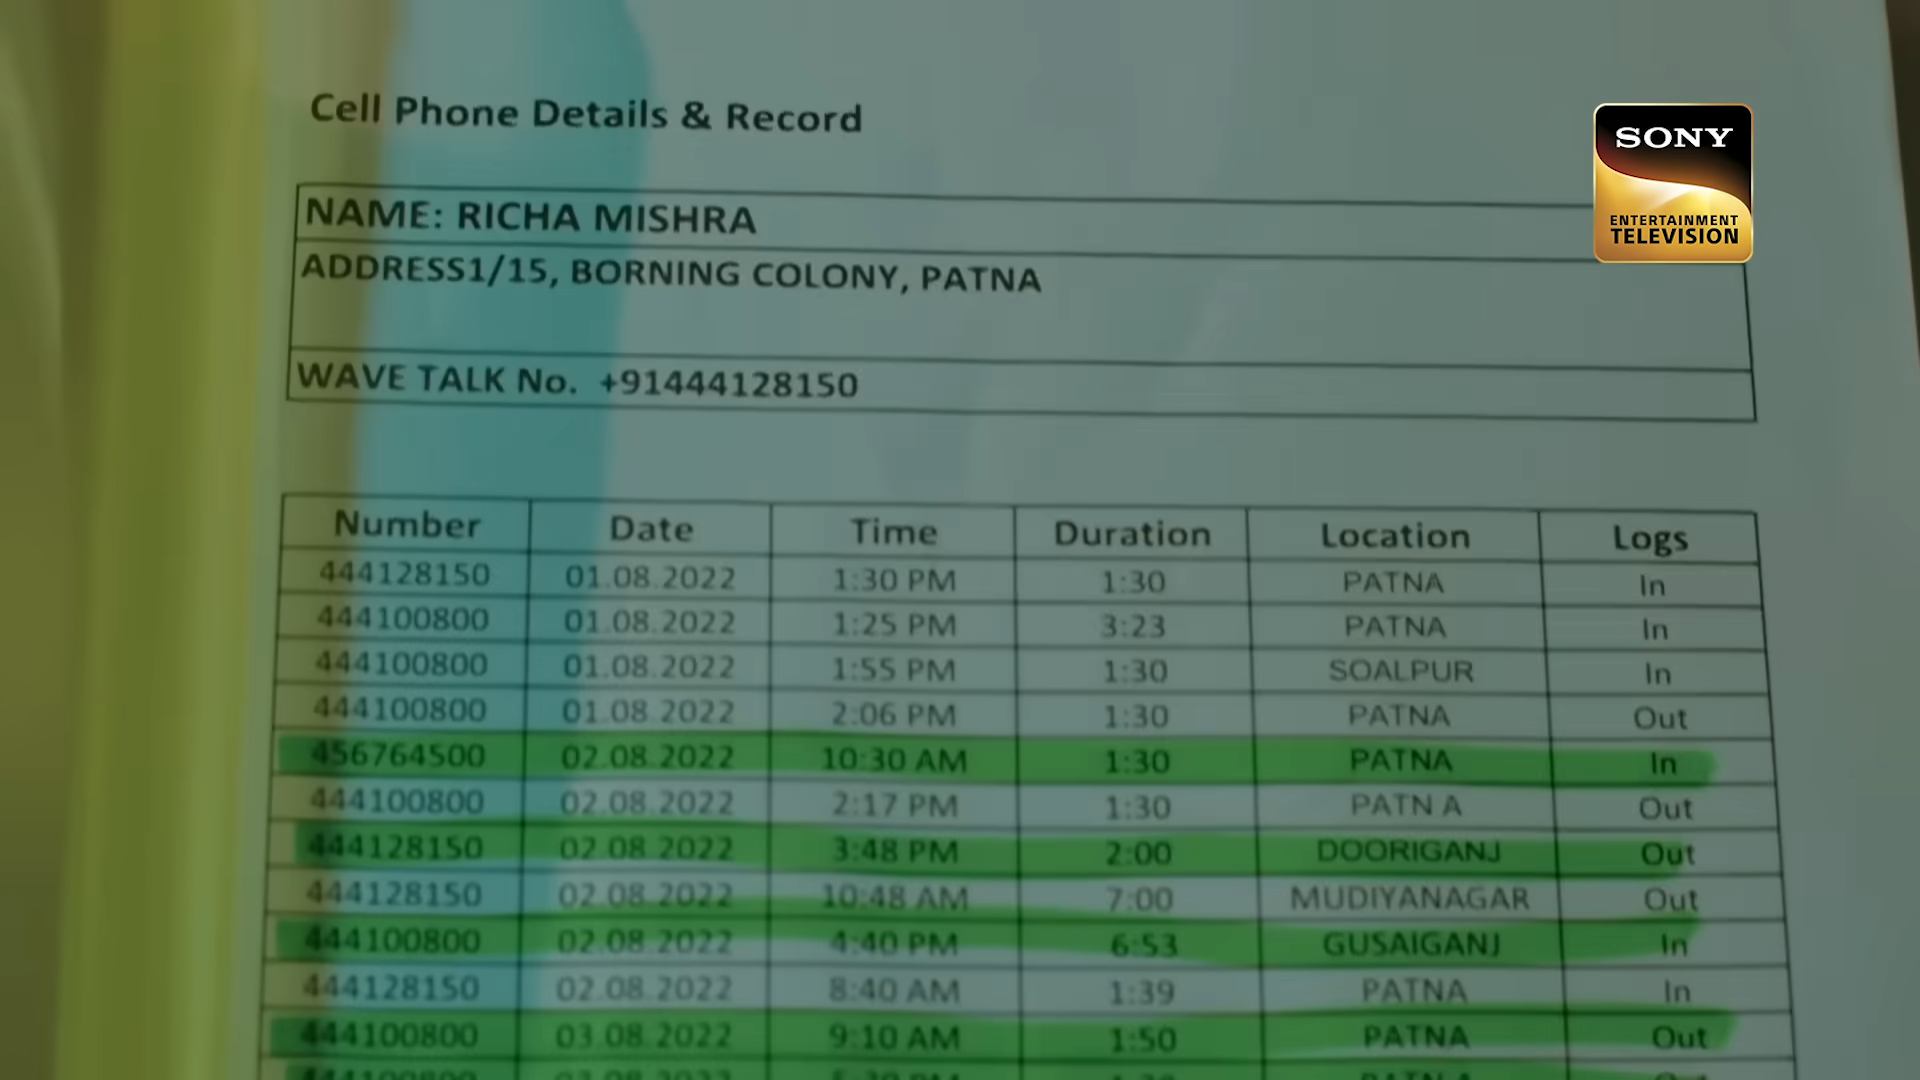 Cell Phone Details & Record
SONY
ENTERTAINMENT
TELEVISION
NAME: RICHA MISHRA
ADDRESS1/15, BORNING COLONY, PATNA
WAVE TALK No. +91444128150
Number Date Time Duration Location Logs
444128150 01.08.2022 1:30 PM 1:30 PATNA In
444100800 01.08.2022 1:25 PM 3:23 PATNA In
444100800 01.08.2022 1:55 PM 1:30 SOALPUR In
444100800 01.08.2022 2:06 PM 1:30 PATNA Out
456764500 02.08.2022 10:30 AM 1:30 PATNA In
444100800 02.08.2022 2:17 PM 1:30 PATN A Out
444128150 02.08.2022 3:48 PM 2:00 DOORIGANJ Out
444128150 02.08.2022 10:48 AM 7:00 MUDIYANAGAR Out
444100800 02.08.2022 4:40 PM 6:53 GUSAIGANJ In
444128150 02.08.2022 8:40 AM 1:39 PATNA In
444100800 03.08.2022 9:10 AM 1:50 PATNA Out